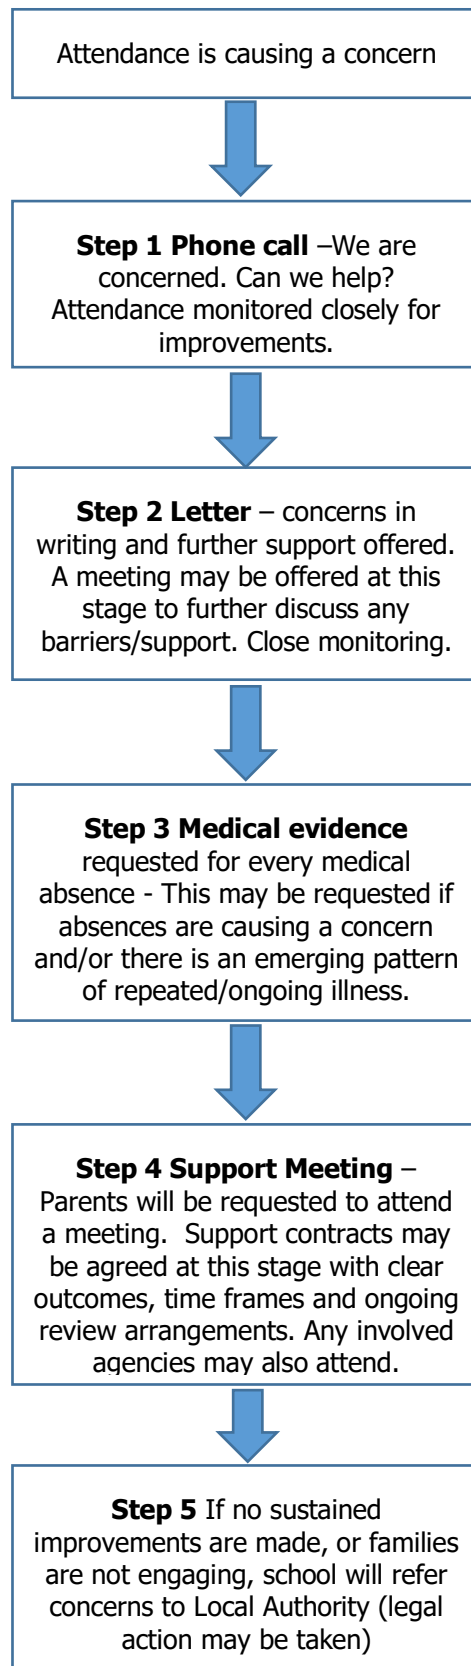 Attendance is causing a concern
Step 1 Phone call –We are
concerned. Can we help?
Attendance monitored closely for
improvements.
Step 2 Letter – concerns in
writing and further support offered.
A meeting may be offered at this
stage to further discuss any
barriers/support. Close monitoring.
Step 3 Medical evidence
requested for every medical
absence - This may be requested if
absences are causing a concern
and/or there is an emerging pattern
of repeated/ongoing illness.
Step 4 Support Meeting –
Parents will be requested to attend
a meeting.  Support contracts may
be agreed at this stage with clear
outcomes, time frames and ongoing
review arrangements. Any involved
agencies may also attend.
Step 5 If no sustained
improvements are made, or families
are not engaging, school will refer
concerns to Local Authority (legal
action may be taken)